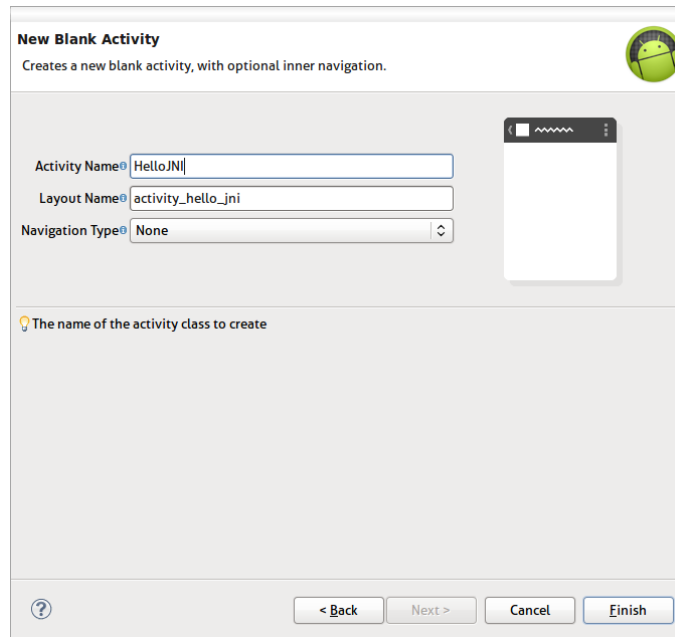 New Blank Activity
Creates a new blank activity, with optional inner navigation.
Activity Name HelloJNI
Layout Name activity_hello_jni
Navigation Type None
The name of the activity class to create
? < Back Next > Cancel Finish